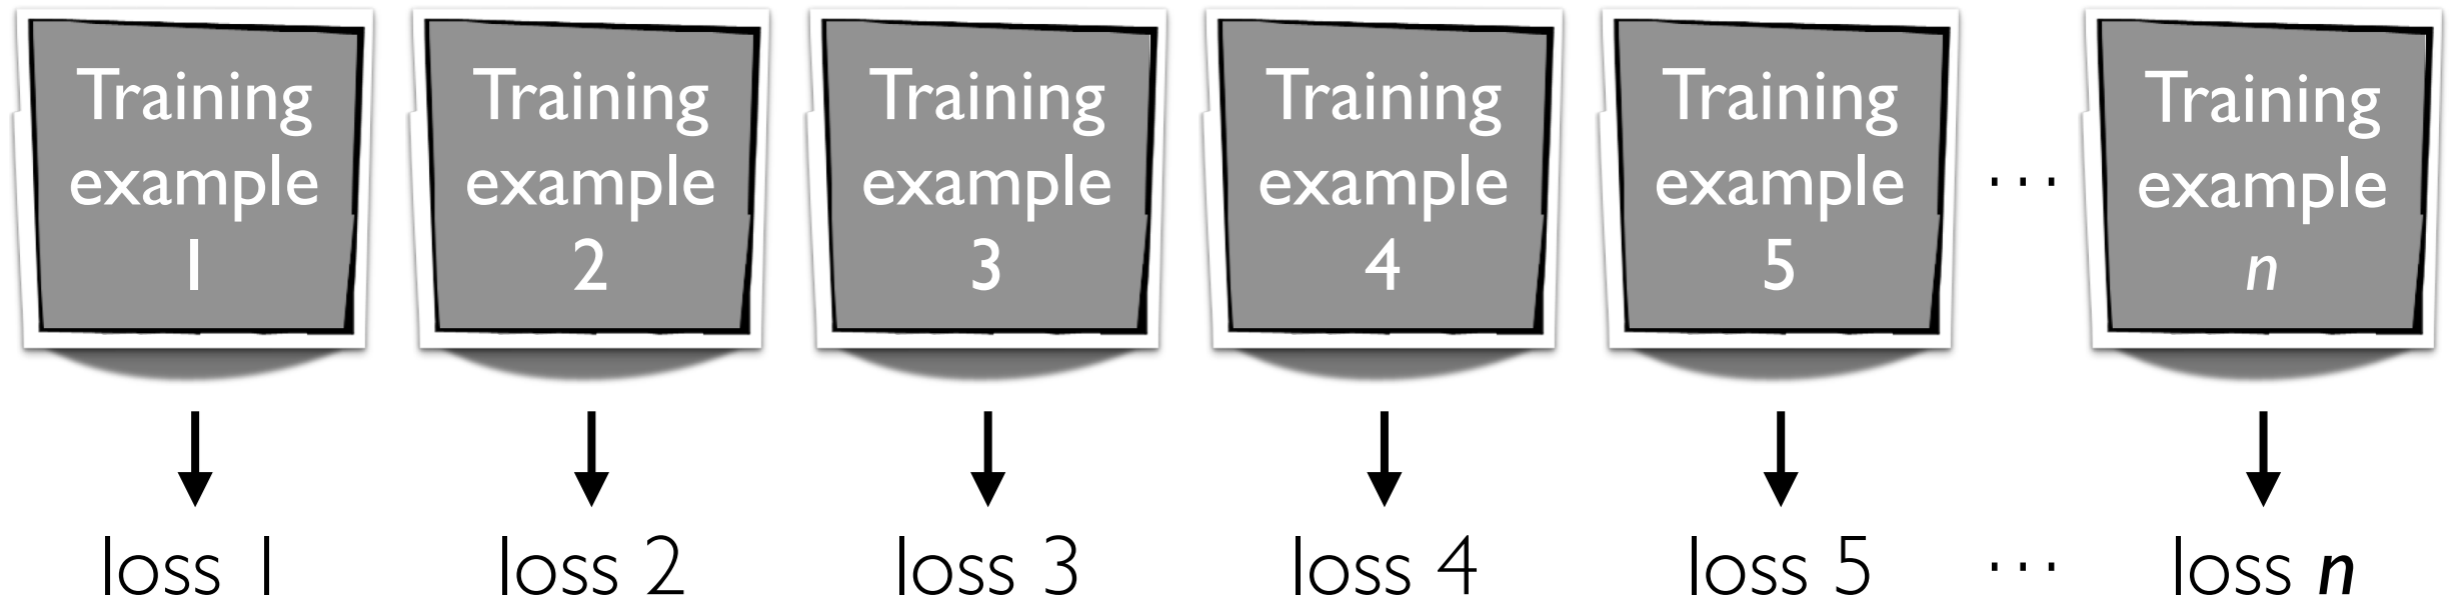 Training
example
1
Training
example
2
Training
example
3
Training
example
4
Training
example
5
...
Training
example
n
loss 1
loss 2
loss 3
loss 4
loss 5
...
loss n